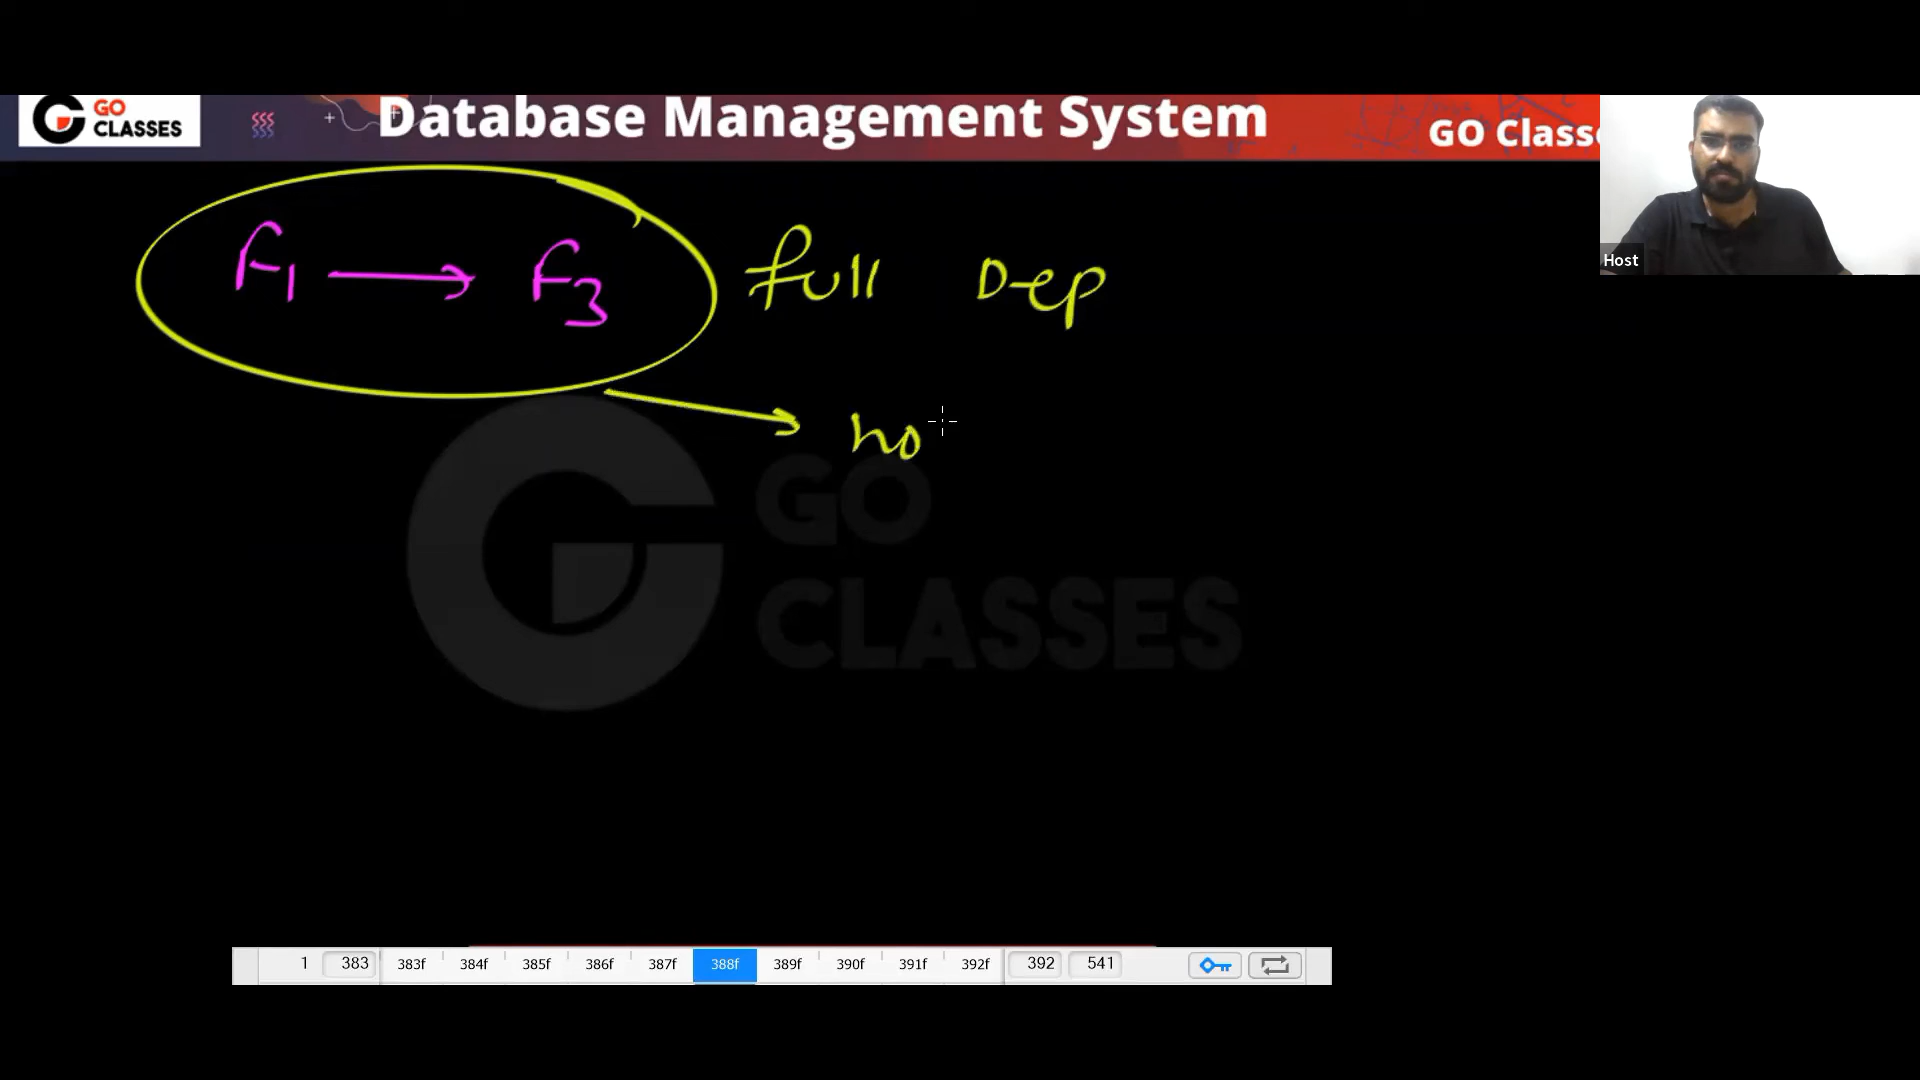 GO
CLASSES
Database Management System
GO Classe
F1 → F3 full Dep
no
Host
GO
CLASSES
1 383 383f 384f 385f 386f 387f 388f 389f 390f 391f 392f 392 541